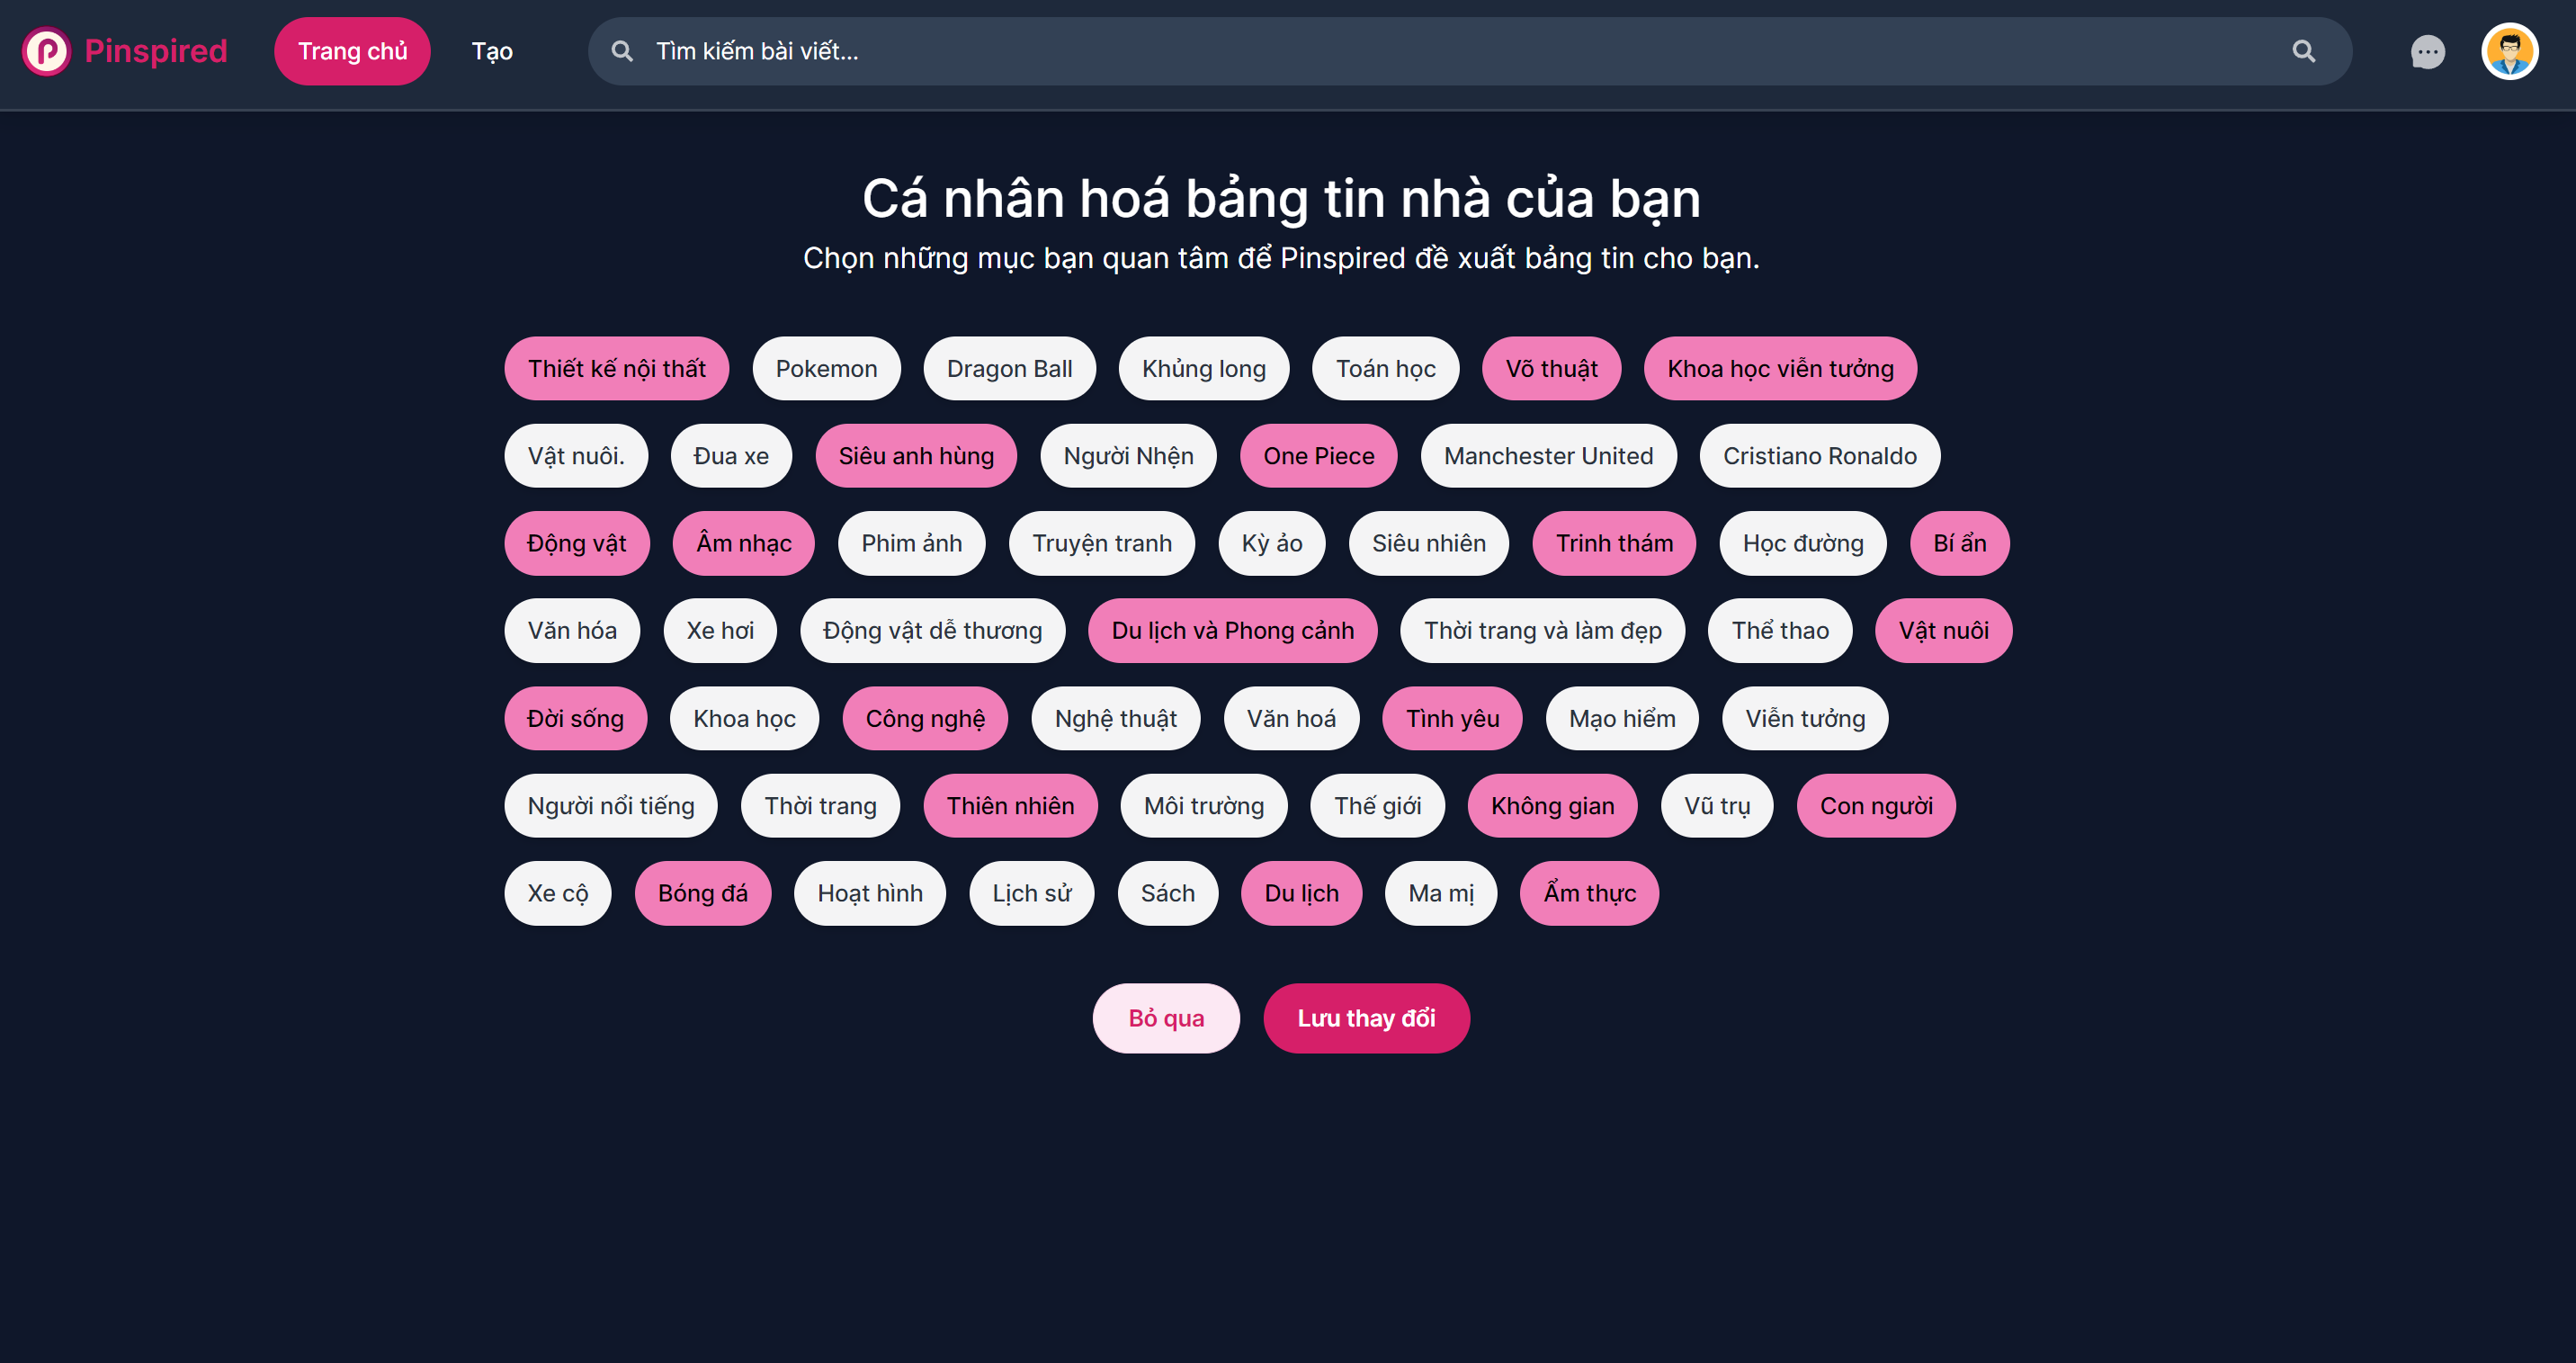 Pinspired Trang chủ Tạo Tìm kiếm bài viết...
Cá nhân hoá bảng tin nhà của bạn
Chọn những mục bạn quan tâm để Pinspired đề xuất bảng tin cho bạn.
Thiết kế nội thất Pokemon Dragon Ball Khủng long Toán học Võ thuật Khoa học viễn tưởng
Vật nuôi. Đua xe Siêu anh hùng Người Nhện One Piece Manchester United Cristiano Ronaldo
Động vật Âm nhạc Phim ảnh Truyện tranh Kỳ ảo Siêu nhiên Trinh thám Học đường Bí ẩn
Văn hóa Xe hơi Động vật dễ thương Du lịch và Phong cảnh Thời trang và làm đẹp Thể thao Vật nuôi
Đời sống Khoa học Công nghệ Nghệ thuật Văn hoá Tình yêu Mạo hiểm Viễn tưởng
Người nổi tiếng Thời trang Thiên nhiên Môi trường Thế giới Không gian Vũ trụ Con người
Xe cộ Bóng đá Hoạt hình Lịch sử Sách Du lịch Ma mị Ẩm thực
Bỏ qua Lưu thay đổi